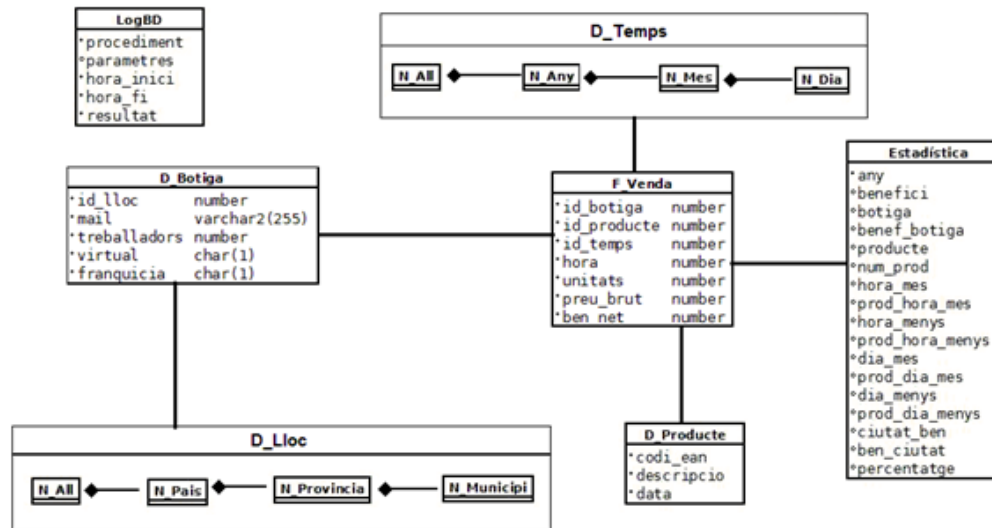 LogBD
procediment
parametres
hora_inici
hora_fi
resultat
D_Temps
N_All N_Any N_Mes N_Dia
D_Botiga
id_lloc number
mail varchar2(255)
treballadors number
virtual char(1)
franquicia char(1)
F_Venda
id_botiga number
id_producte number
id_temps number
hora number
unitats number
preu_brut number
ben_net number
Estadística
any
benefici
botiga
benef_botiga
producte
num_prod
hora_mes
prod_hora_mes
hora_menys
prod_hora_menys
dia_mes
prod_dia_mes
dia_menys
prod_dia_menys
ciutat_ben
ben_ciutat
percentatge
D_Lloc
N_All N_Pais N_Provincia N_Municipi
D_Producte
codi_ean
descripcio
data